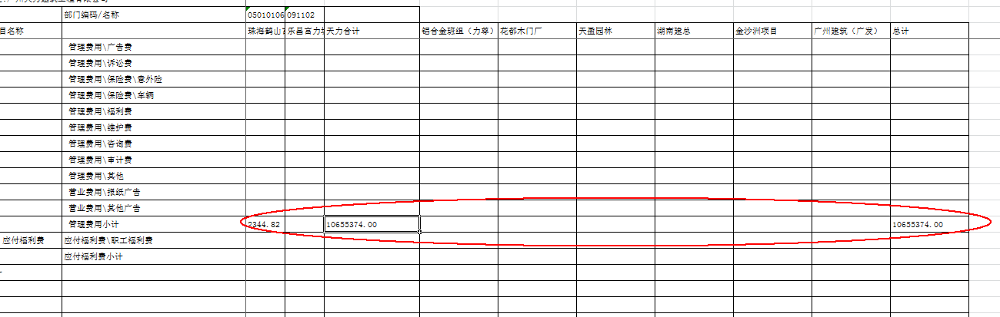 部门编码/名称 05010106 091102
目名称 珠海鹤山 乐昌富力 天力合计 铝合金班组（力尊） 花都木门厂 天盈园林 湖南建总 金沙洲项目 广州建筑（广发） 总计
管理费用\广告费
管理费用\诉讼费
管理费用\保险费\意外险
管理费用\保险费\车辆
管理费用\福利费
管理费用\维护费
管理费用\咨询费
管理费用\审计费
管理费用\其他
营业费用\报纸广告
营业费用\其他广告
管理费用小计 2344.82 10655374.00 10655374.00
应付福利费 应付福利费\职工福利费
应付福利费小计